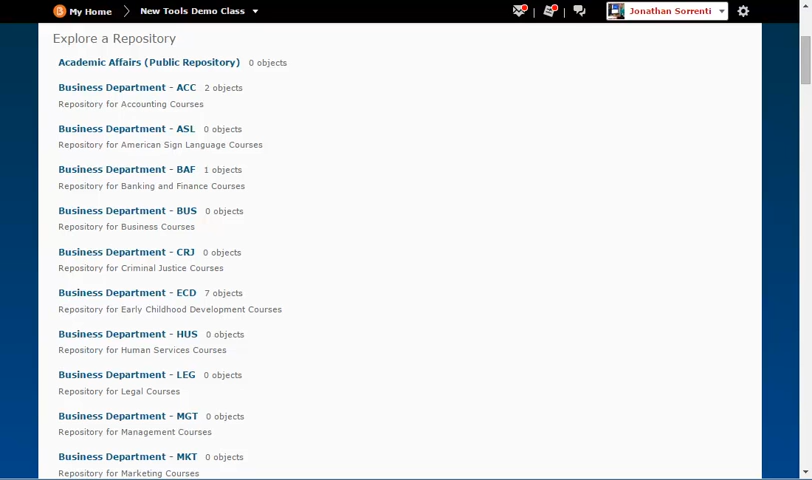 My Home
New Tools Demo Class
Jonathan Sorrenti
Explore a Repository
Academic Affairs (Public Repository) 0 objects
Business Department - ACC 2 objects
Repository for Accounting Courses
Business Department - ASL 0 objects
Repository for American Sign Language Courses
Business Department - BAF 1 objects
Repository for Banking and Finance Courses
Business Department - BUS 0 objects
Repository for Business Courses
Business Department - CRJ 0 objects
Repository for Criminal Justice Courses
Business Department - ECD 7 objects
Repository for Early Childhood Development Courses
Business Department - HUS 0 objects
Repository for Human Services Courses
Business Department - LEG 0 objects
Repository for Legal Courses
Business Department - MGT 0 objects
Repository for Management Courses
Business Department - MKT 0 objects
Repository for Marketing Courses